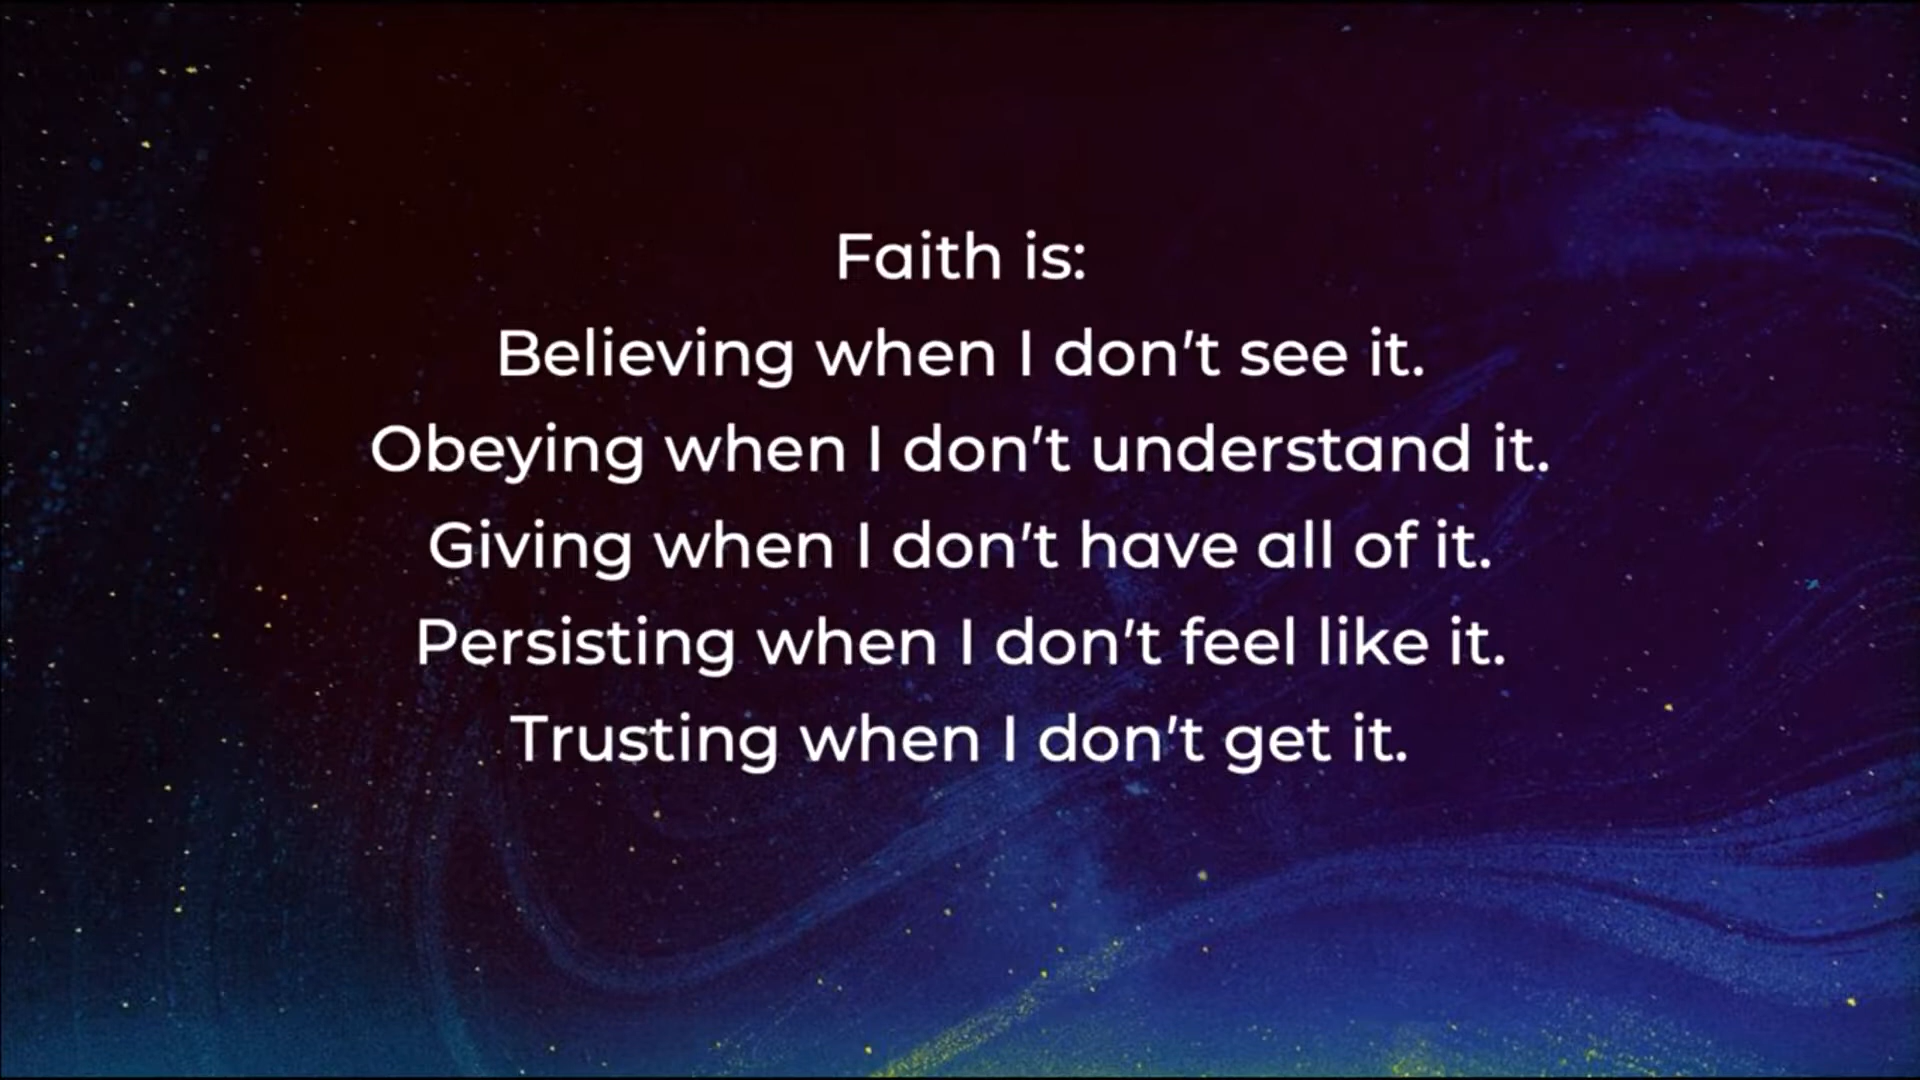 Faith is:
Believing when I don't see it.
Obeying when I don't understand it.
Giving when I don't have all of it.
Persisting when I don't feel like it.
Trusting when I don't get it.